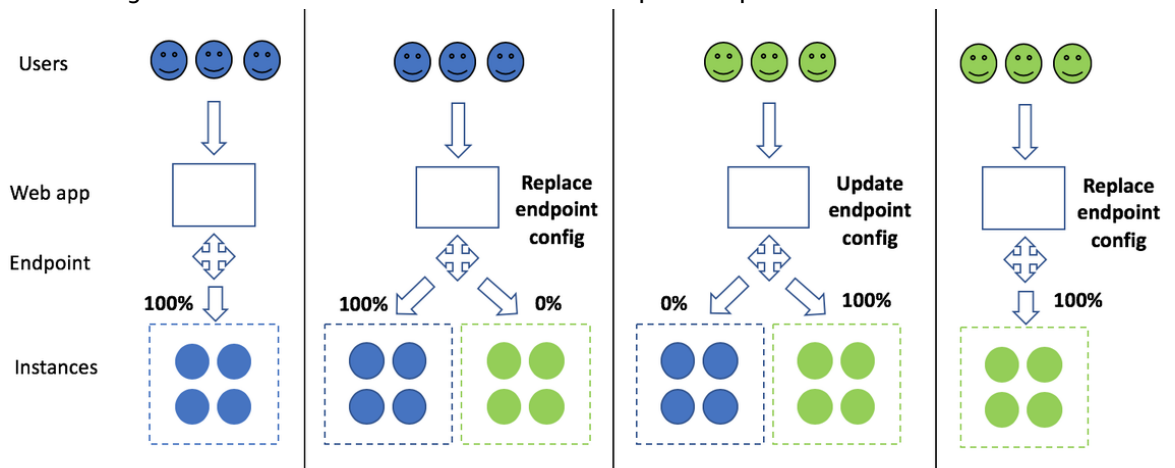 Users
Web app
Replace
endpoint
config
Update
endpoint
config
Replace
endpoint
config
Endpoint
100%
100%
0%
0%
100%
100%
Instances